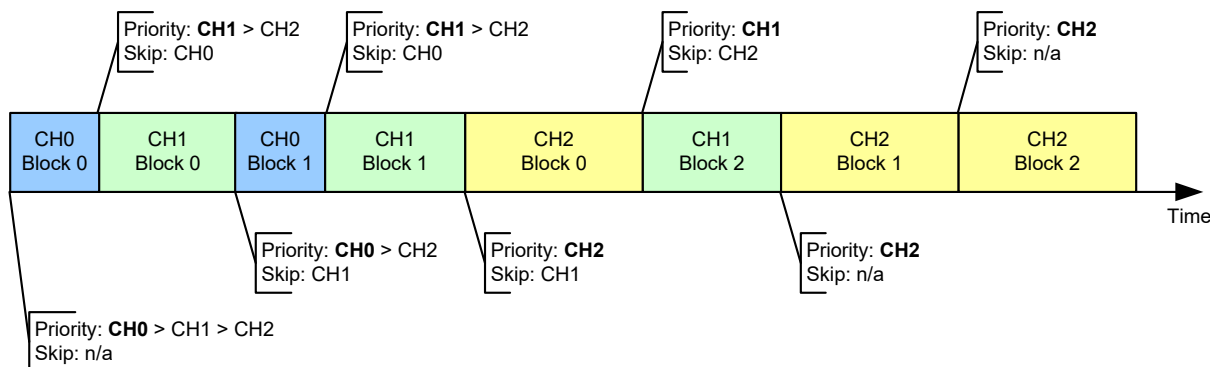 Priority: CH1 > CH2
Skip: CH0
Priority: CH1 > CH2
Skip: CH0
Priority: CH1
Skip: CH2
Priority: CH2
Skip: n/a
CH0
Block 0
CH1
Block 0
CH0
Block 1
CH1
Block 1
CH2
Block 0
CH1
Block 2
CH2
Block 1
CH2
Block 2
Time
Priority: CH0 > CH2
Skip: CH1
Priority: CH2
Skip: CH1
Priority: CH2
Skip: n/a
Priority: CH0 > CH1 > CH2
Skip: n/a